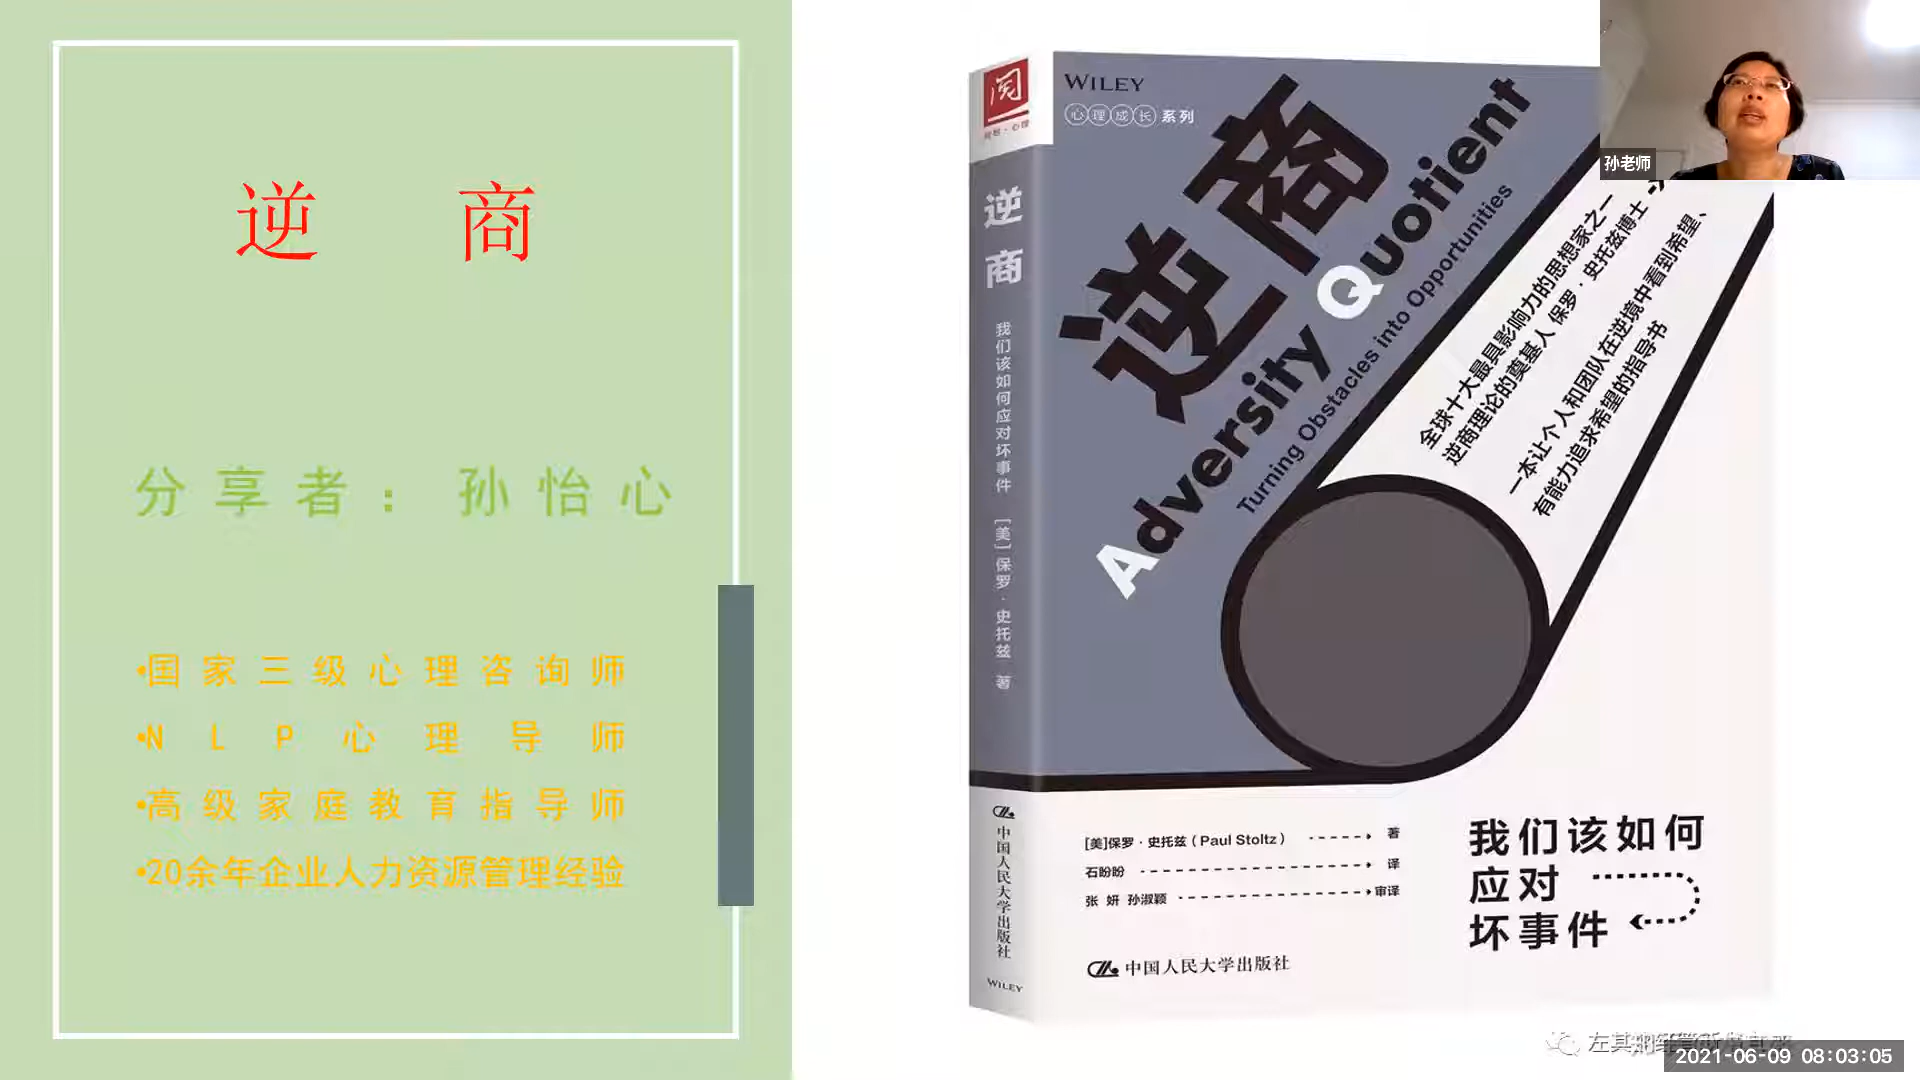 逆 商
分享者：孙怡心
•国家三级心理咨询师
•NLP心理导师
•高级家庭教育指导师
•20余年企业人力资源管理经验
阅
逆商
我们该如何应对坏事件
[美]保罗·史托兹 著
中国人民大学出版社
WILEY
WILEY
心理成长系列
逆商
Adversity Quotient
Turning Obstacles into Opportunities
全球十大最具影响力的思想家之一
逆商理论的奠基人 保罗·史托兹博士
一本让个人和团队在逆境中看到希望、
有能力追求希望的指导书
[美]保罗·史托兹（Paul Stoltz） 著
石盼盼 译
张 妍 孙淑颖 审译
中国人民大学出版社
我们该如何
应对
坏事件
孙老师
2021-06-09 08:03:05